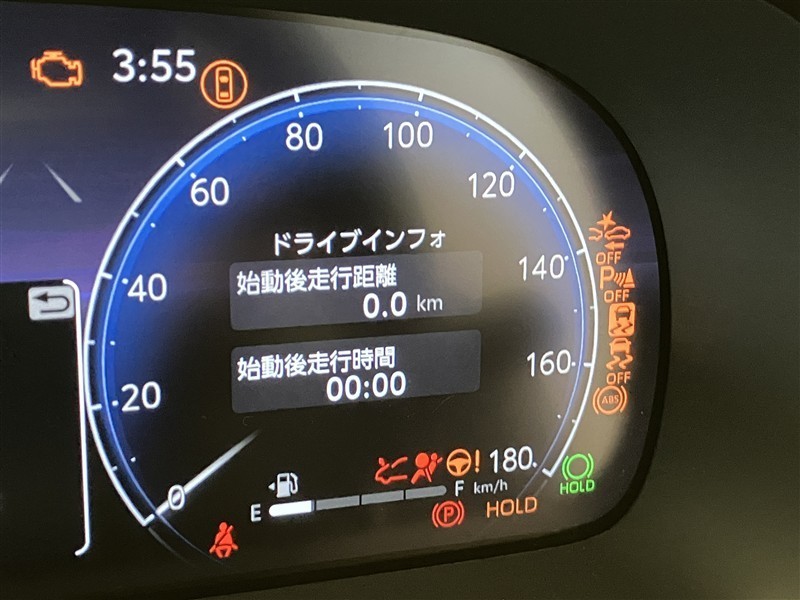 3:55
80
100
60
120
ドライブインフォ
OFF
始動後走行距離
140
40
P
0.0 km
OFF
始動後走行時間
160
00:00
OFF
20
ABS
180
0
E
F km/h
HOLD
P
HOLD